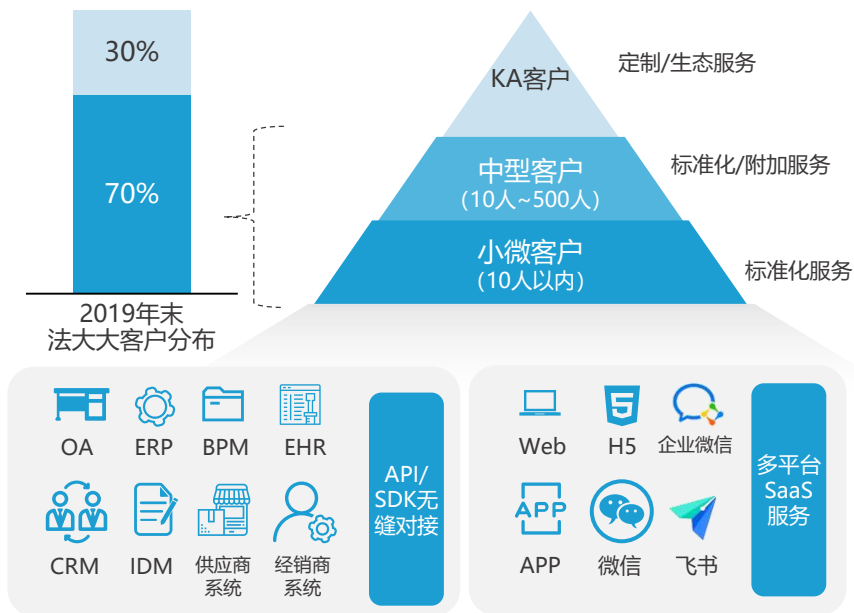 30%
70%
2019年末
法大大客户分布
KA客户
定制/生态服务
中型客户
(10人~500人)
标准化/附加服务
小微客户
(10人以内)
标准化服务
OA
ERP
BPM
EHR
CRM
IDM
供应商
系统
经销商
系统
API/
SDK无
缝对接
Web
H5
企业微信
APP
APP
微信
飞书
多平台
SaaS
服务